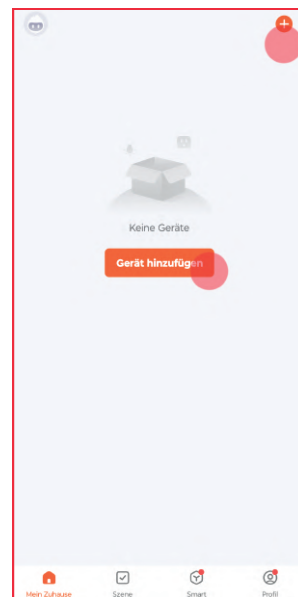 Keine Geräte
Gerät hinzufügen
Mein Zuhause
Szene
Smart
Profil